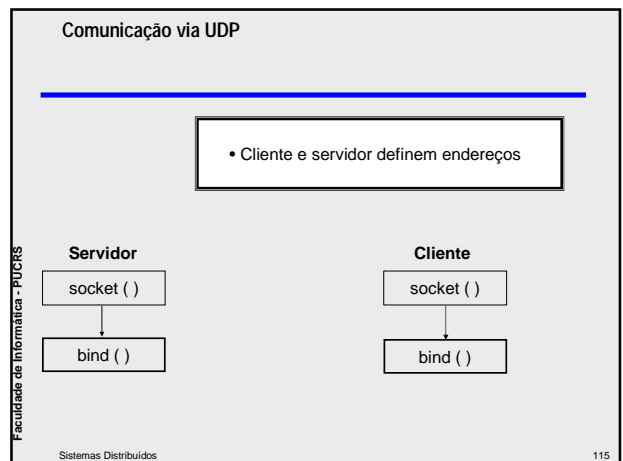 Comunicação via UDP
• Cliente e servidor definem endereços
Servidor
Cliente
socket ( )
socket ( )
bind ( )
bind ( )
Faculdade de Informática - PUCRS
Sistemas Distribuídos
115